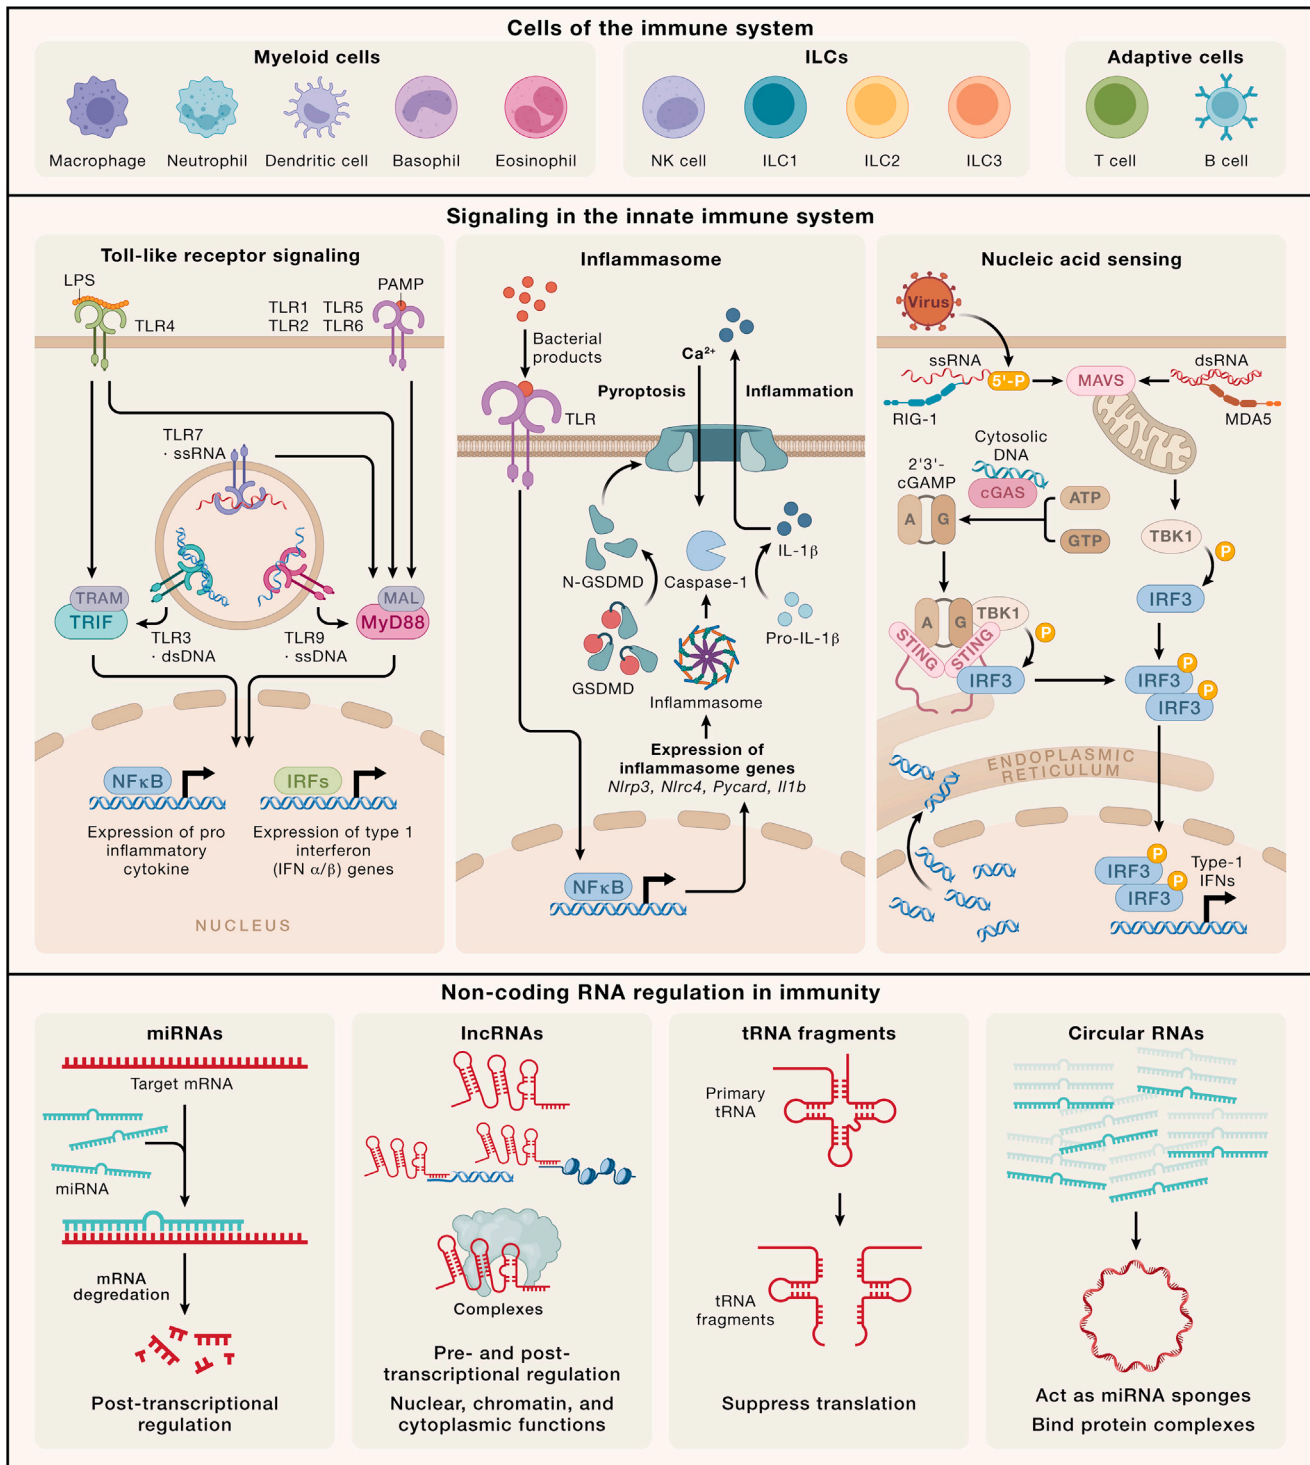 Cells of the immune system
Myeloid cells
Macrophage
Neutrophil
Dendritic cell
Basophil
Eosinophil
ILCs
NK cell
ILC1
ILC2
ILC3
Adaptive cells
T cell
B cell
Signaling in the innate immune system
Toll-like receptor signaling
LPS
TLR4
TLR1 TLR5
TLR2 TLR6
PAMP
TLR7
· ssRNA
TRAM
TRIF
MAL
MyD88
TLR3
· dsDNA
TLR9
· ssDNA
NFκB
IRFs
Expression of pro
inflammatory
cytokine
Expression of type 1
interferon
(IFN α/β) genes
NUCLEUS
Inflammasome
Bacterial
products
TLR
Ca²⁺
Pyroptosis
Inflammation
N-GSDMD
Caspase-1
IL-1β
Pro-IL-1β
GSDMD
Inflammasome
Expression of
inflammasome genes
Nlrp3, Nlrc4, Pycard, Il1b
NFκB
Nucleic acid sensing
Virus
ssRNA
5'-P
RIG-1
MAVS
dsRNA
MDA5
Cytosolic
DNA
2'3'-
cGAMP
cGAS
A
G
ATP
GTP
TBK1
P
IRF3
A
G
TBK1
STING
STING
P
IRF3
IRF3
P
IRF3
P
ENDOPLASMIC
RETICULUM
IRF3
P
IRF3
P
Type-1
IFNs
Non-coding RNA regulation in immunity
miRNAs
Target mRNA
miRNA
mRNA
degredation
Post-transcriptional
regulation
lncRNAs
Complexes
Pre- and post-
transcriptional regulation
Nuclear, chromatin, and
cytoplasmic functions
tRNA fragments
Primary
tRNA
tRNA
fragments
Suppress translation
Circular RNAs
Act as miRNA sponges
Bind protein complexes